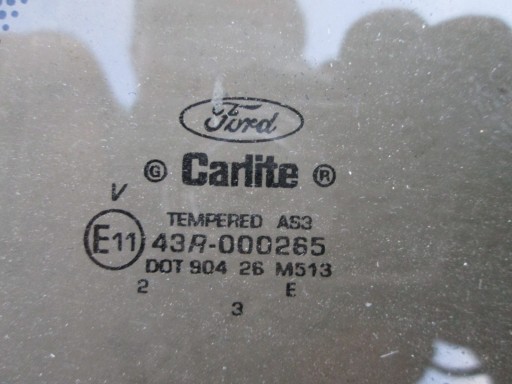 Ford
G Carlite ®
V
TEMPERED AS3
E11 43R-000265
DOT 904 26 M513
2 E
3